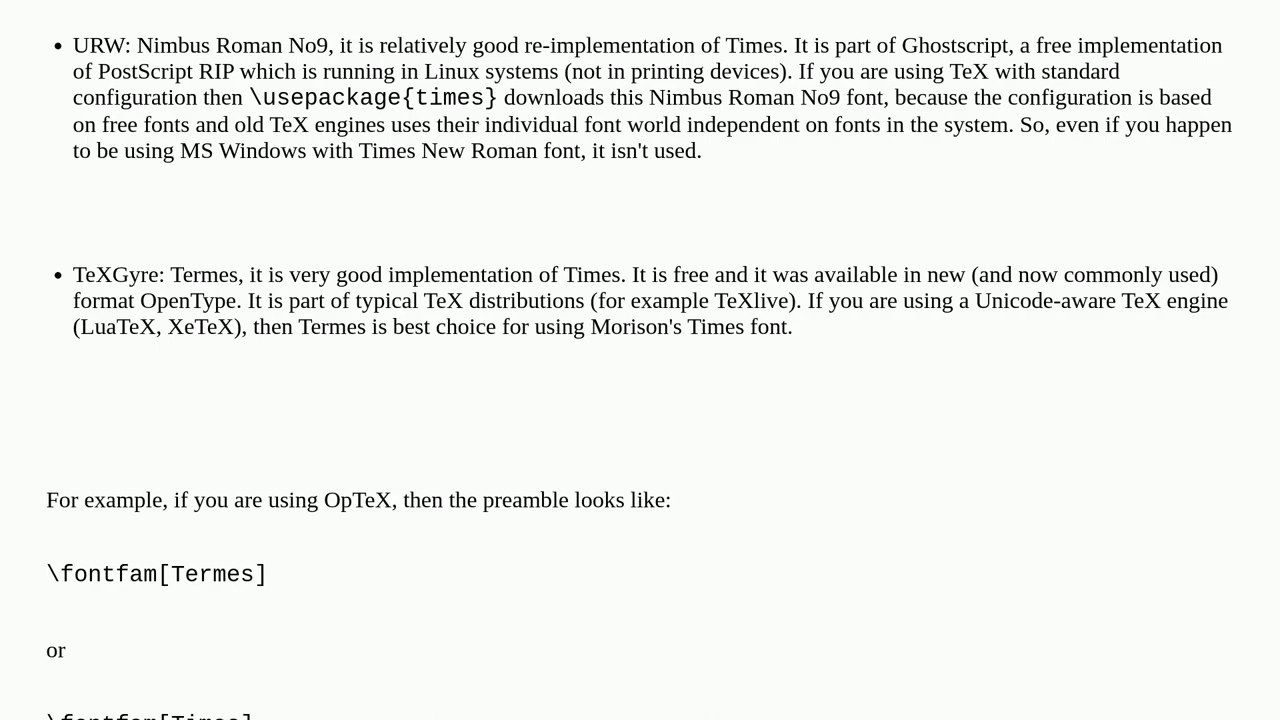 • URW: Nimbus Roman No9, it is relatively good re-implementation of Times. It is part of Ghostscript, a free implementation
of PostScript RIP which is running in Linux systems (not in printing devices). If you are using TeX with standard
configuration then \usepackage{times} downloads this Nimbus Roman No9 font, because the configuration is based
on free fonts and old TeX engines uses their individual font world independent on fonts in the system. So, even if you happen
to be using MS Windows with Times New Roman font, it isn't used.
• TeXGyre: Termes, it is very good implementation of Times. It is free and it was available in new (and now commonly used)
format OpenType. It is part of typical TeX distributions (for example TeXlive). If you are using a Unicode-aware TeX engine
(LuaTeX, XeTeX), then Termes is best choice for using Morison's Times font.
For example, if you are using OpTeX, then the preamble looks like:
\fontfam[Termes]
or
\fontfam[Times]